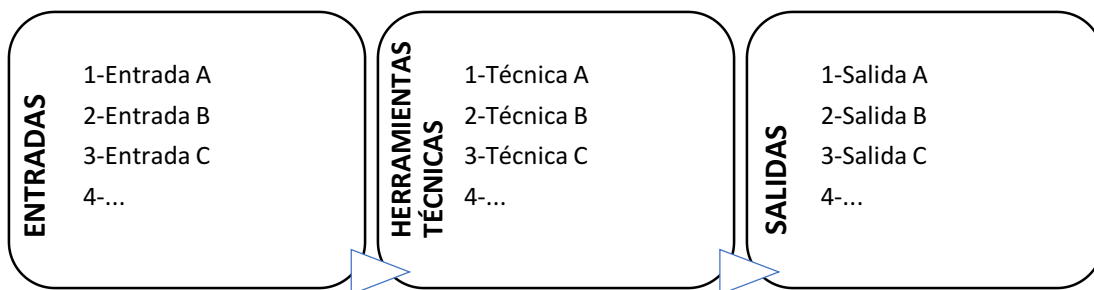 ENTRADAS
1-Entrada A
2-Entrada B
3-Entrada C
4-...
HERRAMIENTAS
TÉCNICAS
1-Técnica A
2-Técnica B
3-Técnica C
4-...
SALIDAS
1-Salida A
2-Salida B
3-Salida C
4-...